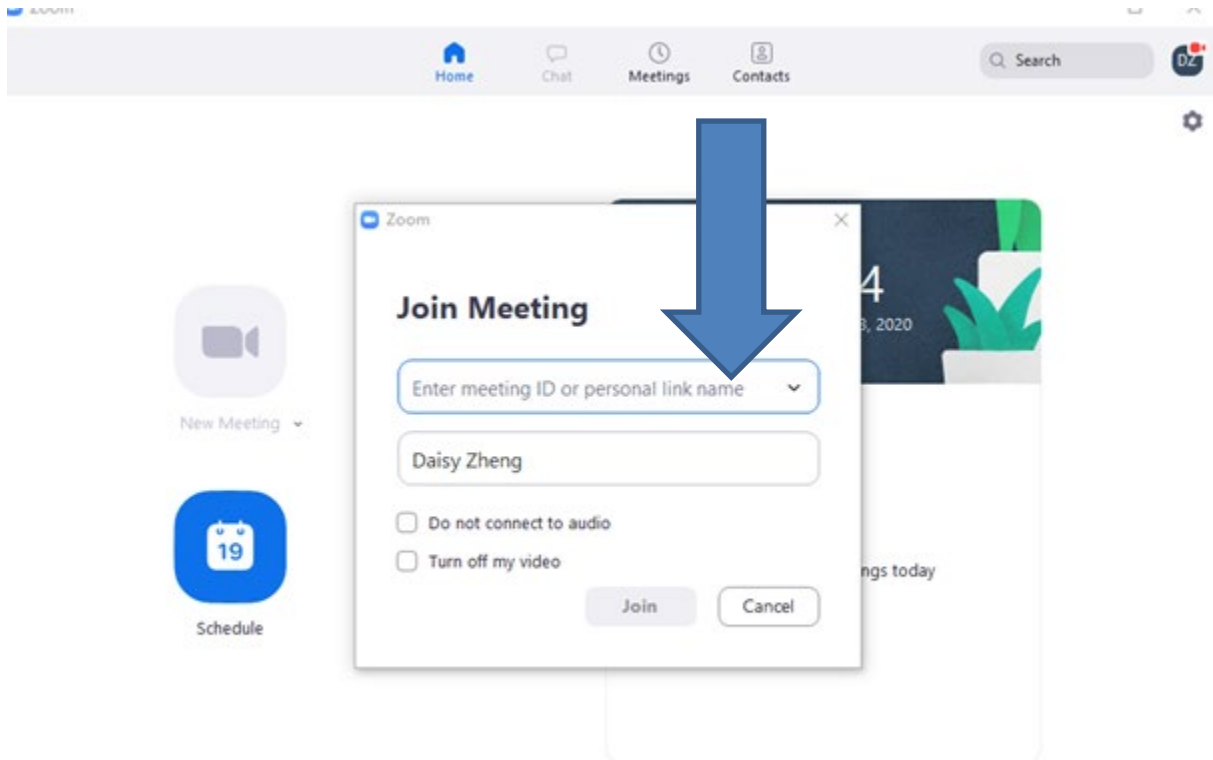 Zoom
Home Chat Meetings Contacts
Search
DZ
Zoom
Join Meeting
4
3, 2020
Enter meeting ID or personal link name
New Meeting
Daisy Zheng
Do not connect to audio
19
Turn off my video
ngs today
Join Cancel
Schedule